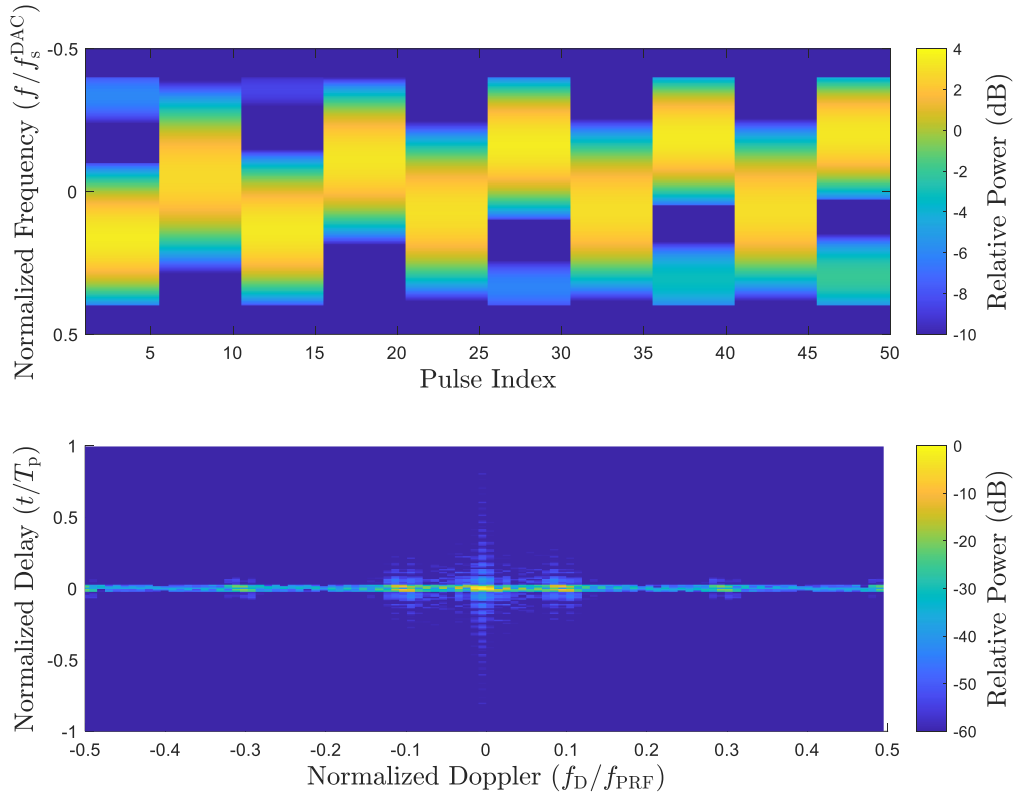 Normalized Frequency (f/f_s^DAC)
-0.5
0
0.5
5 10 15 20 25 30 35 40 45 50
Pulse Index
4
2
0
-2
-4
-6
-8
-10
Relative Power (dB)
Normalized Delay (t/T_p)
1
0.5
0
-0.5
-1
-0.5 -0.4 -0.3 -0.2 -0.1 0 0.1 0.2 0.3 0.4 0.5
Normalized Doppler (f_D/f_PRF)
0
-10
-20
-30
-40
-50
-60
Relative Power (dB)